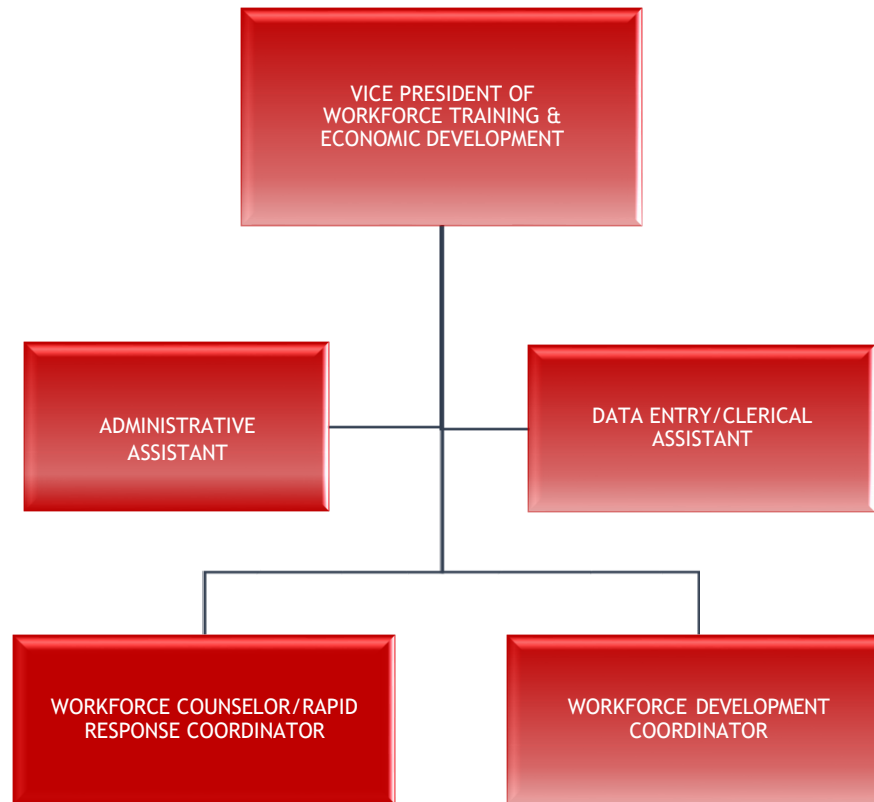 VICE PRESIDENT OF
WORKFORCE TRAINING &
ECONOMIC DEVELOPMENT
ADMINISTRATIVE
ASSISTANT
DATA ENTRY/CLERICAL
ASSISTANT
WORKFORCE COUNSELOR/RAPID
RESPONSE COORDINATOR
WORKFORCE DEVELOPMENT
COORDINATOR